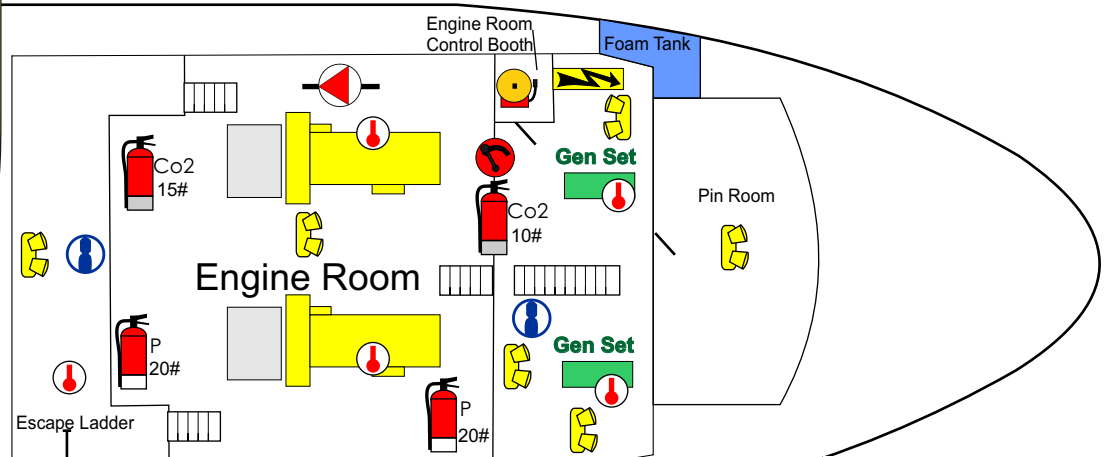 Engine Room
Control Booth
Foam Tank
Co2
15#
Gen Set
Co2
10#
Pin Room
Engine Room
P
20#
Gen Set
Escape Ladder
P
20#